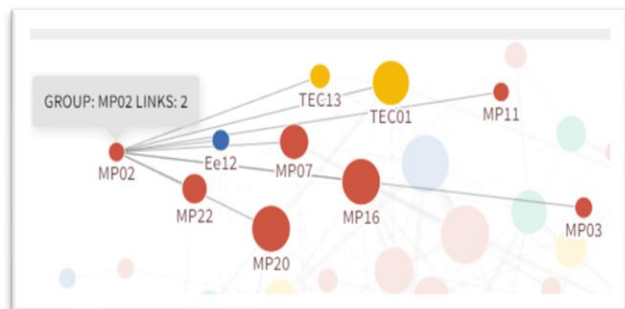 GROUP: MP02 LINKS: 2
TEC13
TEC01
MP11
Ee12
MP07
MP02
MP22
MP16
MP03
MP20